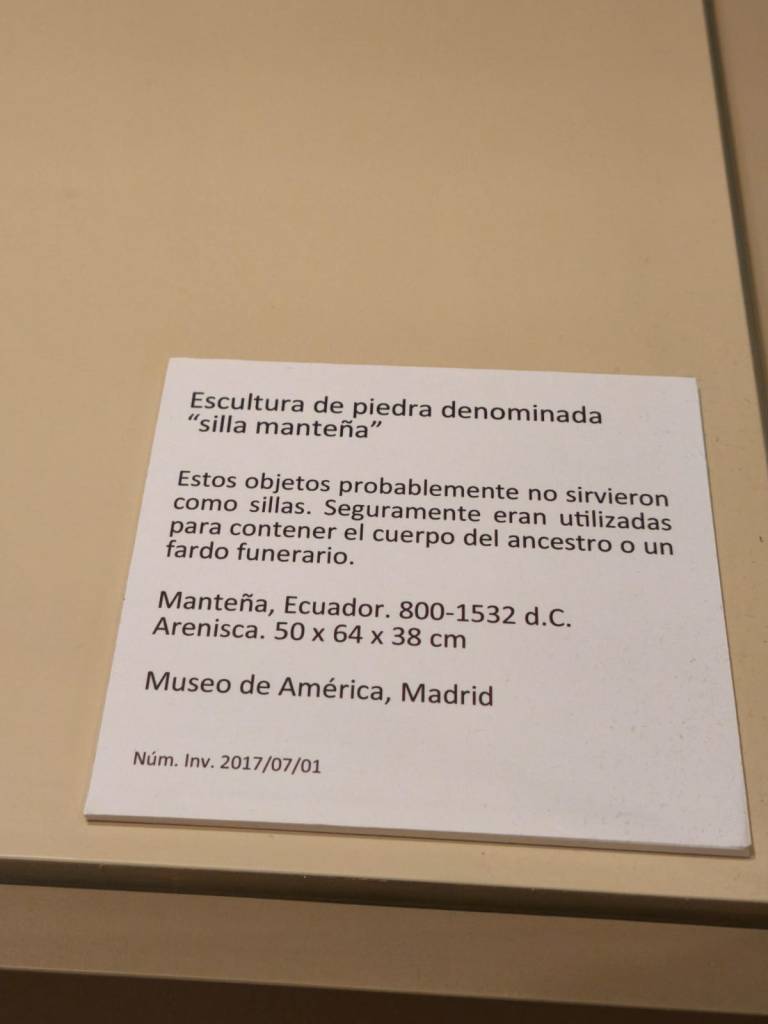 Escultura de piedra denominada
“silla manteña”
Estos objetos probablemente no sirvieron
como sillas. Seguramente eran utilizadas
para contener el cuerpo del ancestro o un
fardo funerario.
Manteña, Ecuador. 800-1532 d.C.
Arenisca. 50 x 64 x 38 cm
Museo de América, Madrid
Núm. Inv. 2017/07/01